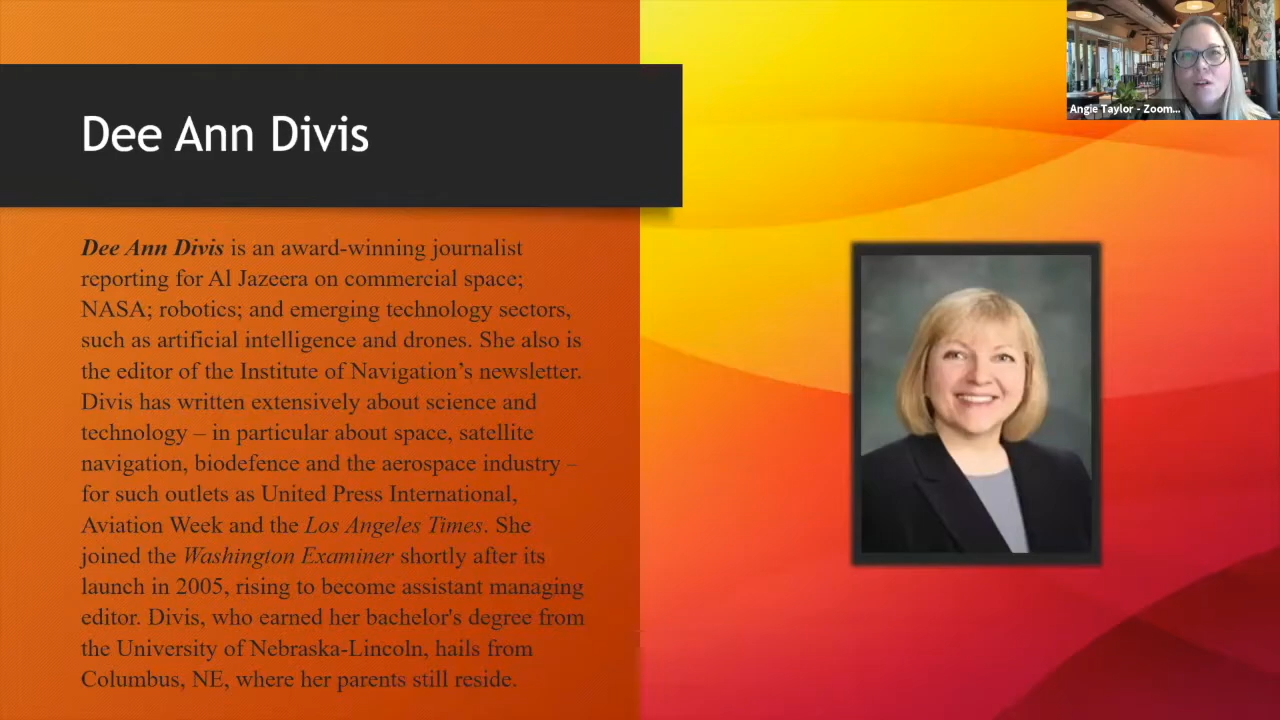 Angie Taylor - Zoom...
Dee Ann Divis
Dee Ann Divis is an award-winning journalist
reporting for Al Jazeera on commercial space;
NASA; robotics; and emerging technology sectors,
such as artificial intelligence and drones. She also is
the editor of the Institute of Navigation’s newsletter.
Divis has written extensively about science and
technology – in particular about space, satellite
navigation, biodefence and the aerospace industry –
for such outlets as United Press International,
Aviation Week and the Los Angeles Times. She
joined the Washington Examiner shortly after its
launch in 2005, rising to become assistant managing
editor. Divis, who earned her bachelor's degree from
the University of Nebraska-Lincoln, hails from
Columbus, NE, where her parents still reside.